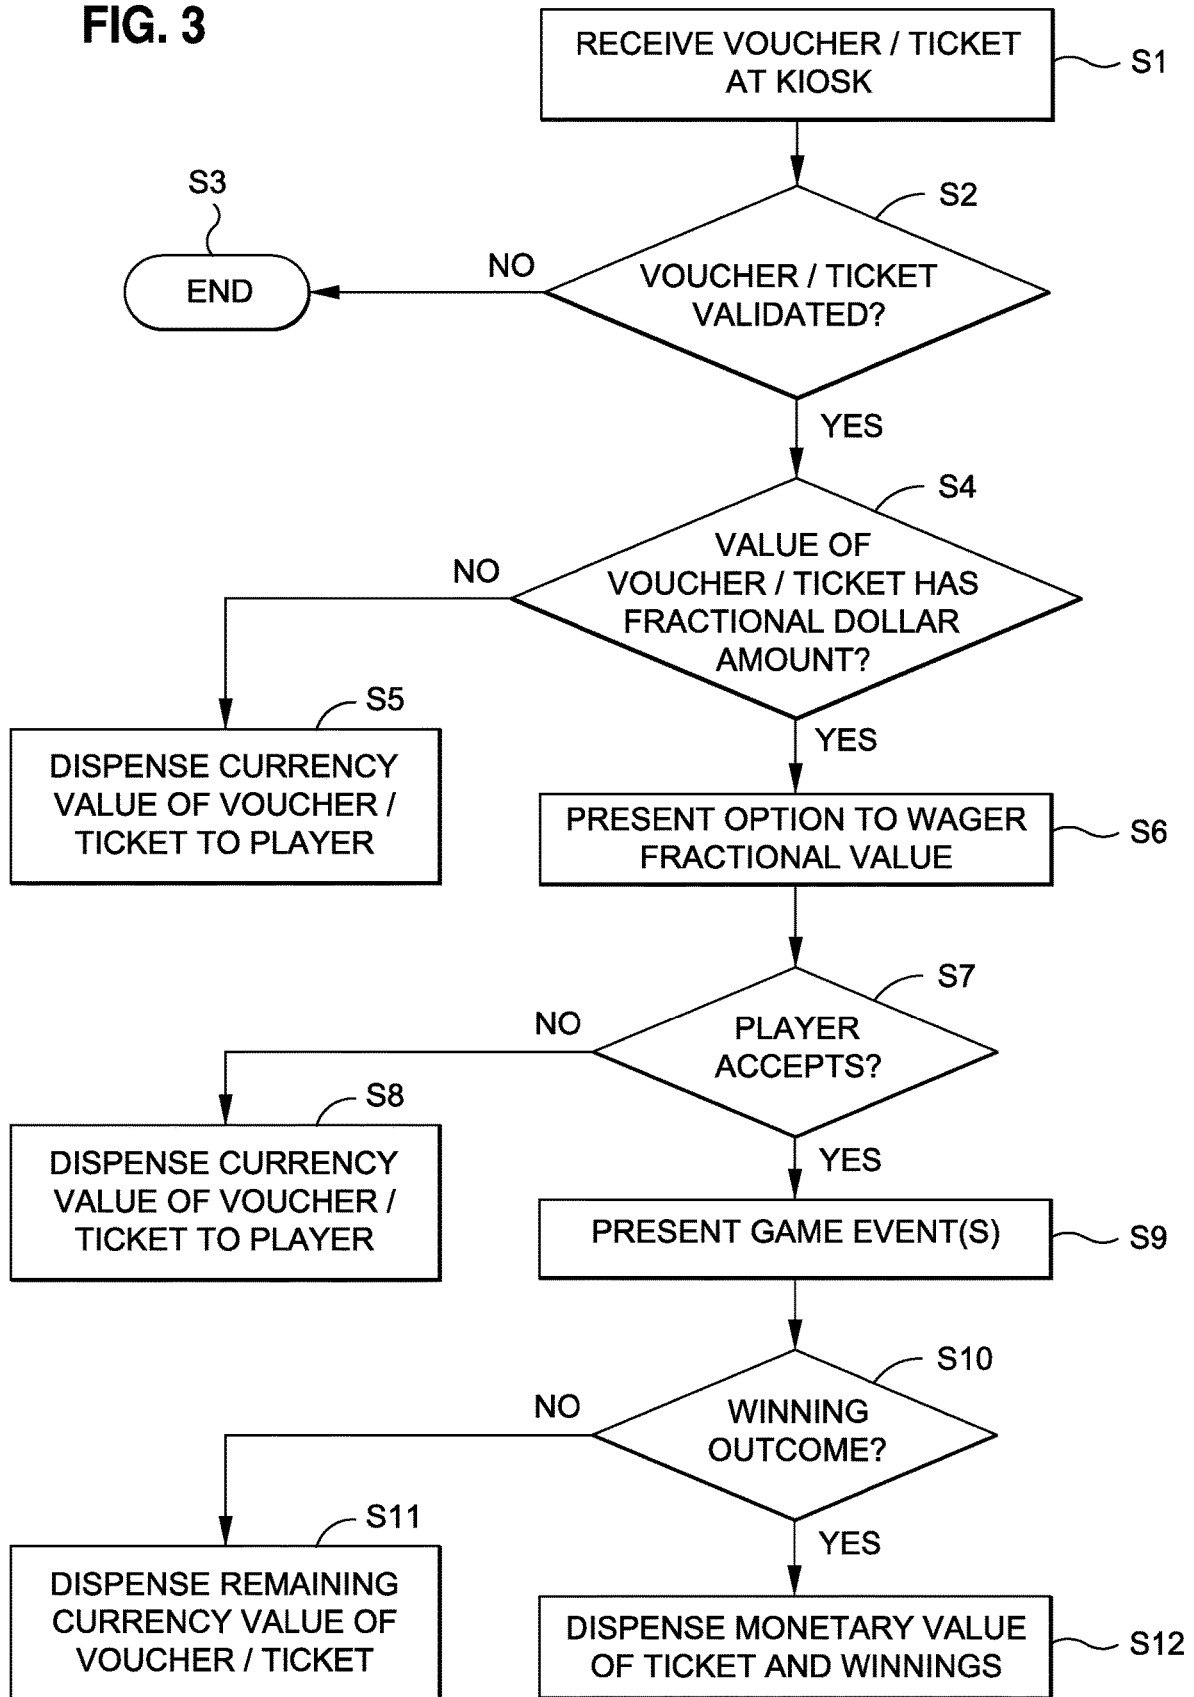 FIG. 3
RECEIVE VOUCHER / TICKET
AT KIOSK
S1
S3
S2
END
NO
VOUCHER / TICKET
VALIDATED?
YES
S4
NO
VALUE OF
VOUCHER / TICKET HAS
FRACTIONAL DOLLAR
AMOUNT?
S5
YES
DISPENSE CURRENCY
VALUE OF VOUCHER /
TICKET TO PLAYER
PRESENT OPTION TO WAGER
FRACTIONAL VALUE
S6
S7
NO
PLAYER
ACCEPTS?
S8
YES
DISPENSE CURRENCY
VALUE OF VOUCHER /
TICKET TO PLAYER
PRESENT GAME EVENT(S)
S9
S10
NO
WINNING
OUTCOME?
S11
YES
DISPENSE REMAINING
CURRENCY VALUE OF
VOUCHER / TICKET
DISPENSE MONETARY VALUE
OF TICKET AND WINNINGS
S12